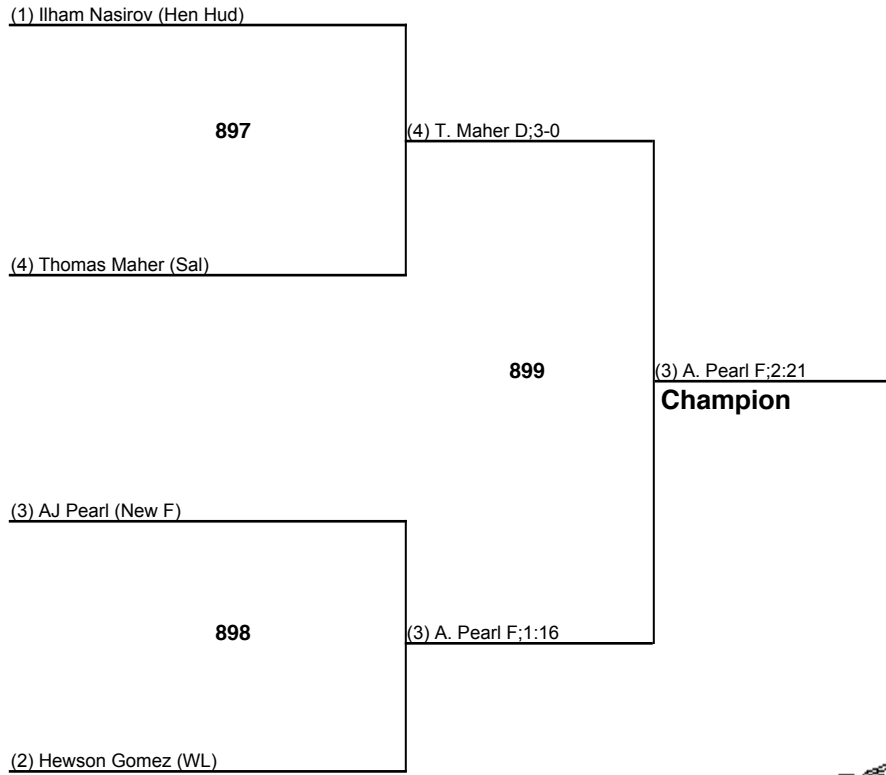 (1) Ilham Nasirov (Hen Hud)
897
(4) T. Maher D;3-0
(4) Thomas Maher (Sal)
899
(3) A. Pearl F;2:21
Champion
(3) AJ Pearl (New F)
898
(3) A. Pearl F;1:16
(2) Hewson Gomez (WL)